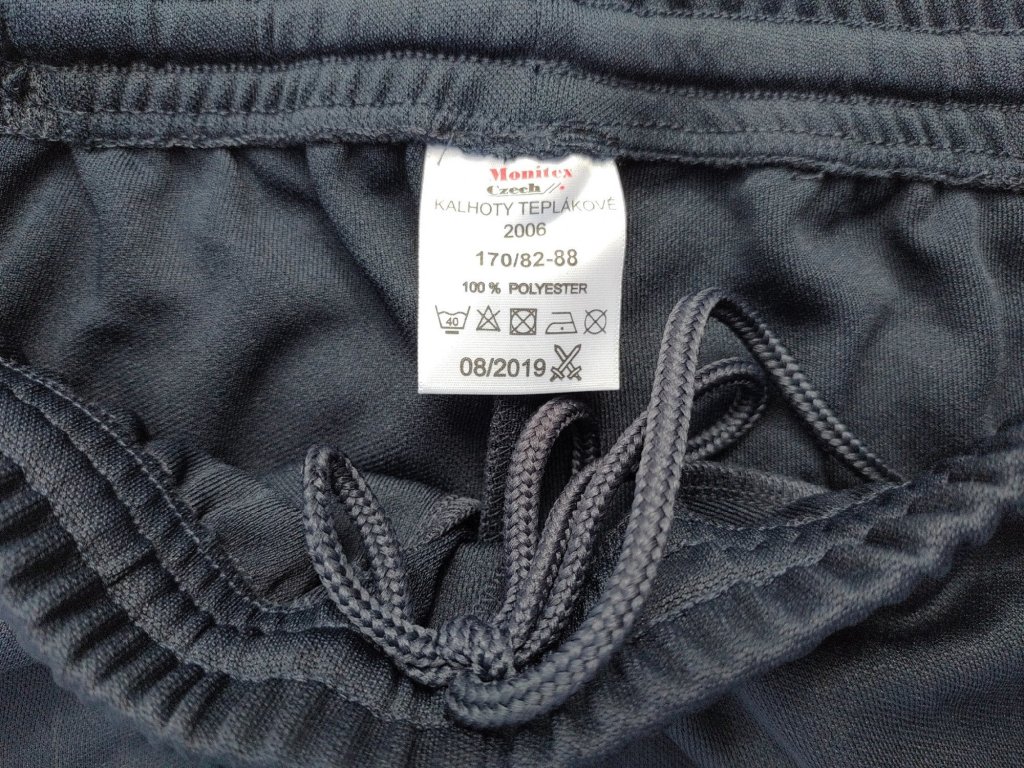 Monitex
Czech
KALHOTY TEPLÁKOVÉ
2006
170/82-88
100 % POLYESTER
40
08/2019